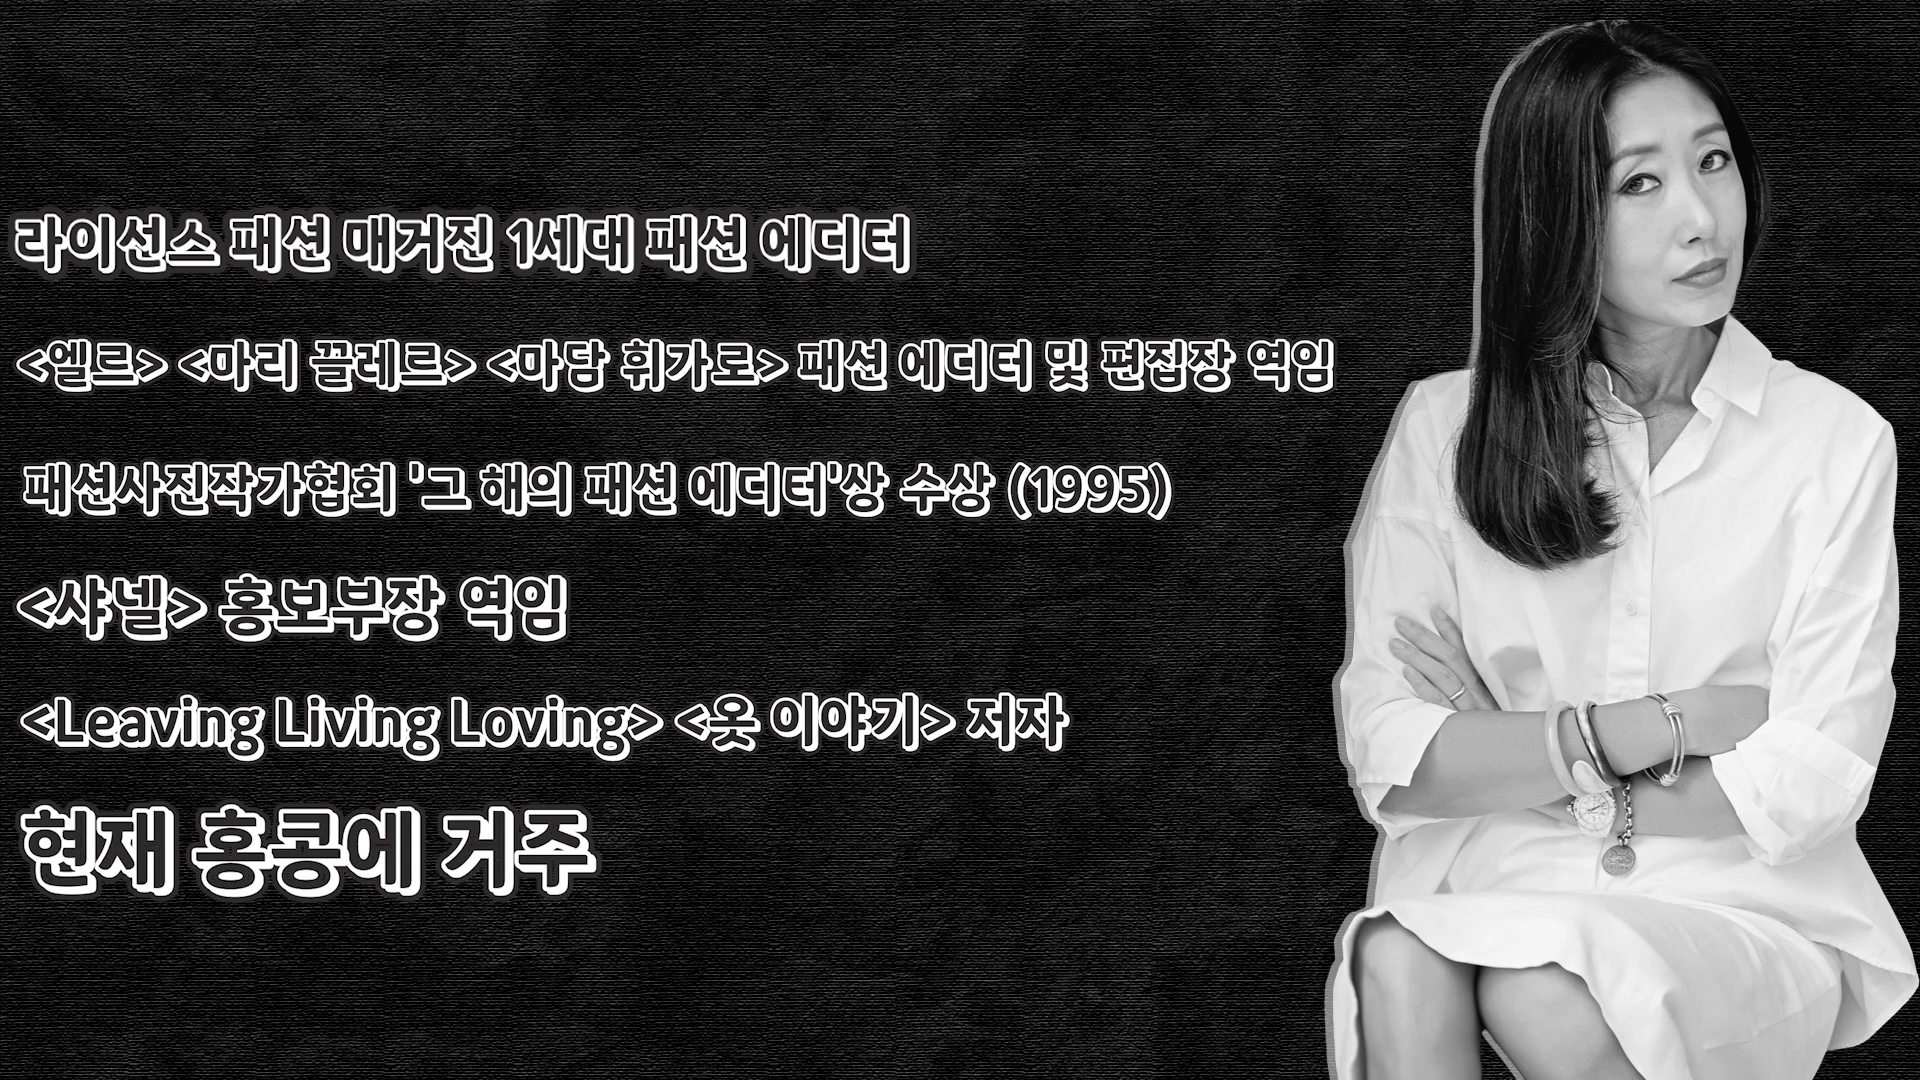 라이선스 패션 매거진 1세대 패션 에디터
<엘르> <마리 끌레르> <마담 휘가로> 패션 에디터 및 편집장 역임
패션사진작가협회 '그 해의 패션 에디터'상 수상 (1995)
<샤넬> 홍보부장 역임
<Leaving Living Loving> <옷 이야기> 저자
현재 홍콩에 거주